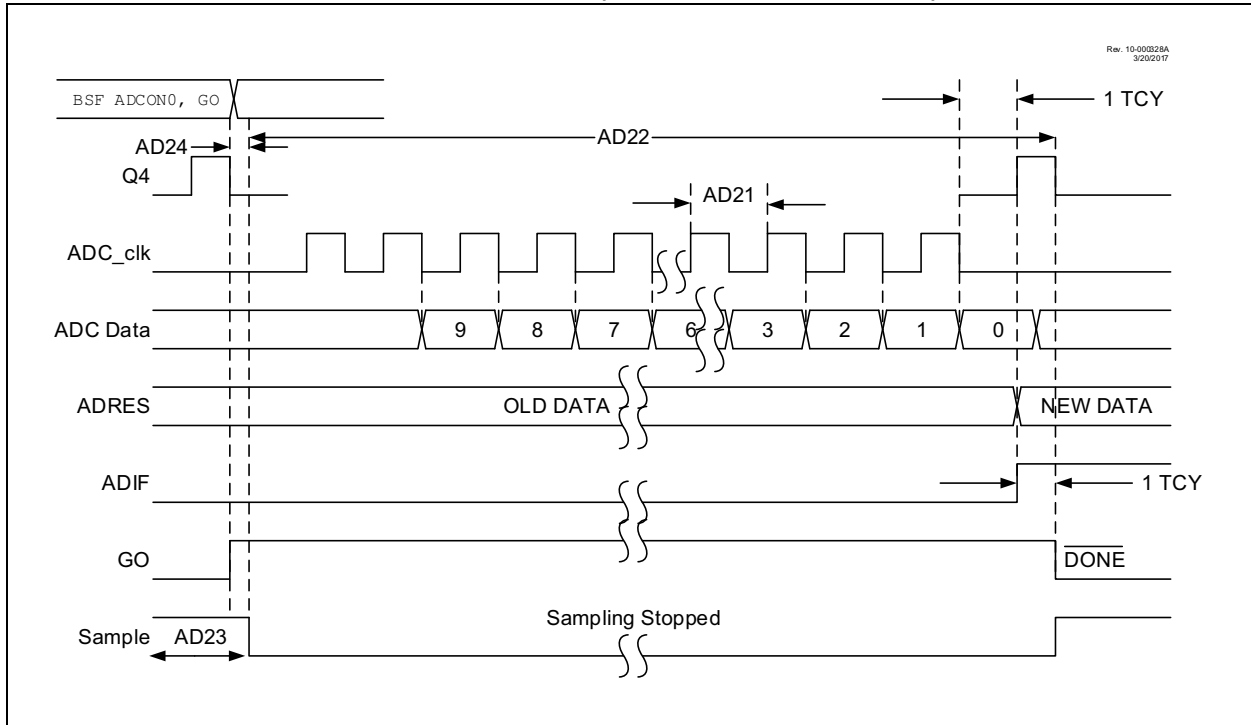 Rev. 10-000328A
3/20/2017
BSF ADCON0, GO
1 TCY
AD22
AD24
Q4
AD21
ADC_clk
ADC Data 9 8 7 6 3 2 1 0
ADRES OLD DATA NEW DATA
ADIF 1 TCY
GO DONE
Sampling Stopped
Sample AD23